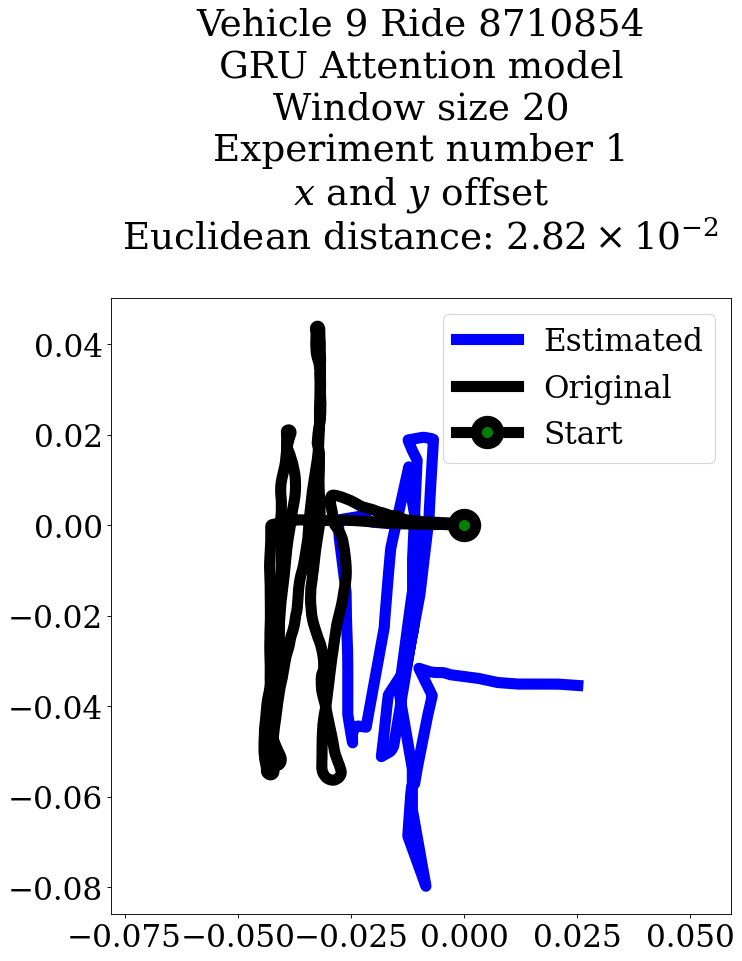 Vehicle 9 Ride 8710854
GRU Attention model
Window size 20
Experiment number 1
x and y offset
Euclidean distance: 2.82 × 10⁻²
Estimated
Original
Start
0.04
0.02
0.00
−0.02
−0.04
−0.06
−0.08
−0.075 −0.050 −0.025 0.000 0.025 0.050